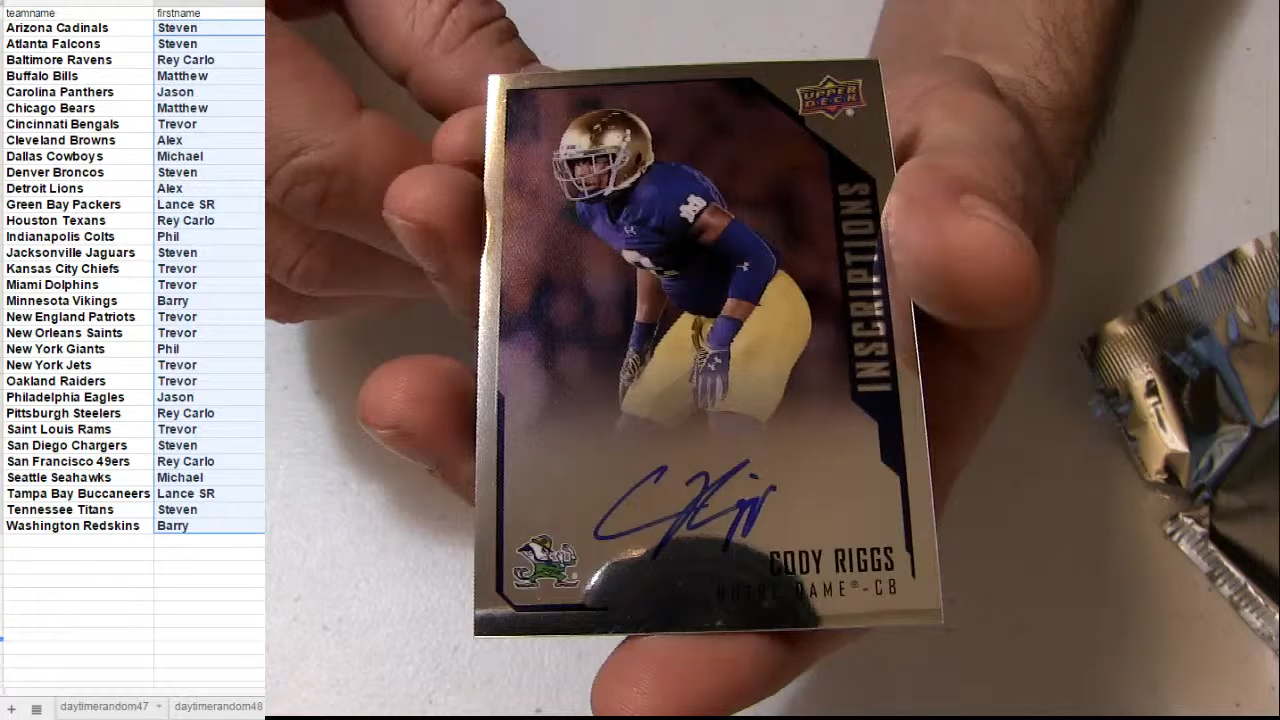 teamname firstname
Arizona Cadinals Steven
Atlanta Falcons Steven
Baltimore Ravens Rey Carlo
Buffalo Bills Matthew
Carolina Panthers Jason
Chicago Bears Matthew
Cincinnati Bengals Trevor
Cleveland Browns Alex
Dallas Cowboys Michael
Denver Broncos Steven
Detroit Lions Alex
Green Bay Packers Lance SR
Houston Texans Rey Carlo
Indianapolis Colts Phil
Jacksonville Jaguars Steven
Kansas City Chiefs Trevor
Miami Dolphins Trevor
Minnesota Vikings Barry
New England Patriots Trevor
New Orleans Saints Trevor
New York Giants Phil
New York Jets Trevor
Oakland Raiders Trevor
Philadelphia Eagles Jason
Pittsburgh Steelers Rey Carlo
Saint Louis Rams Trevor
San Diego Chargers Steven
San Francisco 49ers Rey Carlo
Seattle Seahawks Michael
Tampa Bay Buccaneers Lance SR
Tennessee Titans Steven
Washington Redskins Barry
daytimerandom47 daytimerandom48
UPPER
DECK
INSCRIPTIONS
CODY RIGGS
NOTRE DAME®-CB